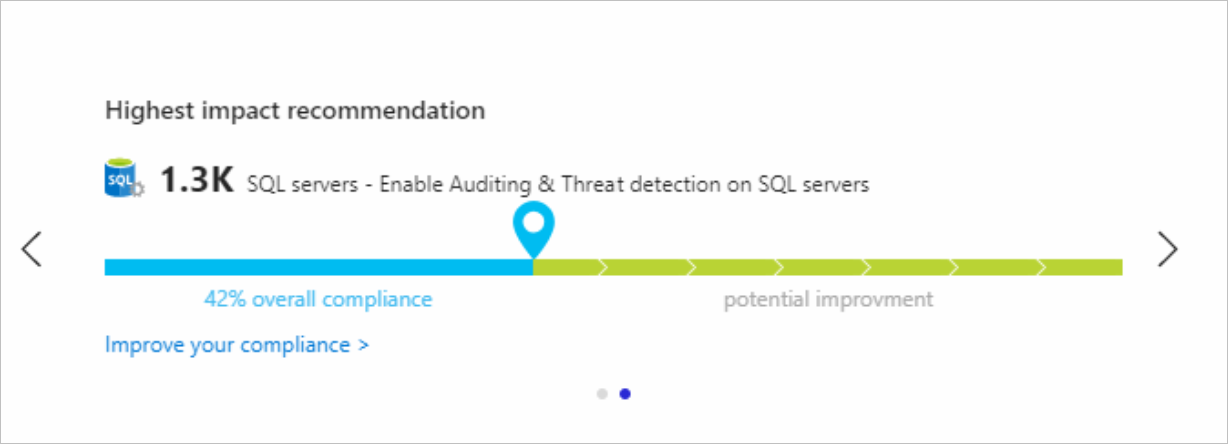 Highest impact recommendation
SQL 1.3K SQL servers - Enable Auditing & Threat detection on SQL servers
42% overall compliance potential improvment
Improve your compliance >